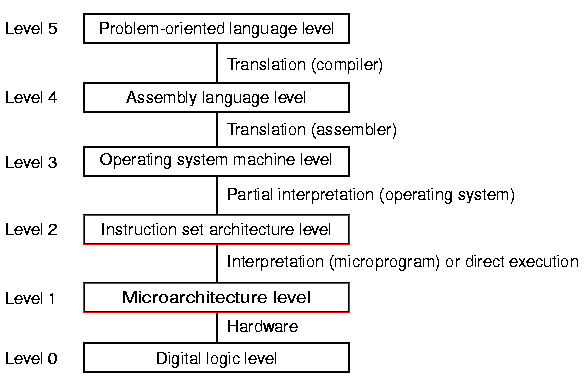 Level 5 Problem-oriented language level
Translation (compiler)
Level 4 Assembly language level
Translation (assembler)
Level 3 Operating system machine level
Partial interpretation (operating system)
Level 2 Instruction set architecture level
Interpretation (microprogram) or direct execution
Level 1 Microarchitecture level
Hardware
Level 0 Digital logic level